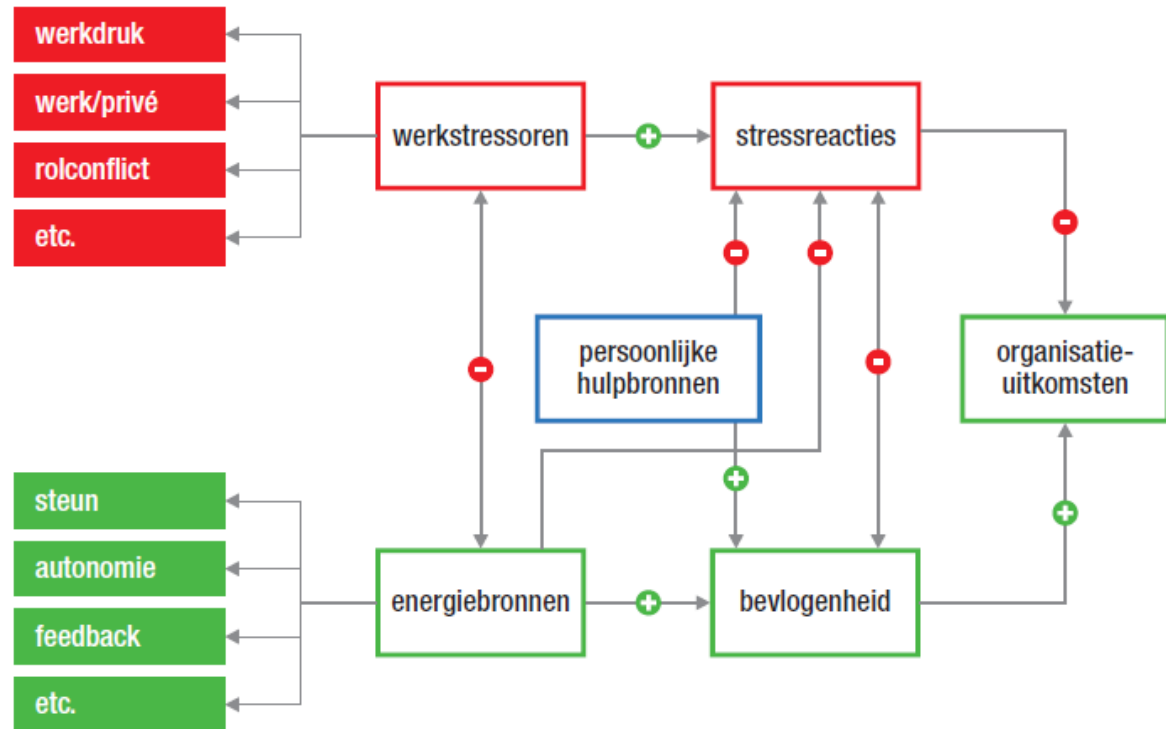 werkdruk
werk/privé
rolconflict
etc.
werkstressoren
stressreacties
persoonlijke
hulpbronnen
organisatie-
uitkomsten
steun
autonomie
feedback
etc.
energiebronnen
bevlogenheid